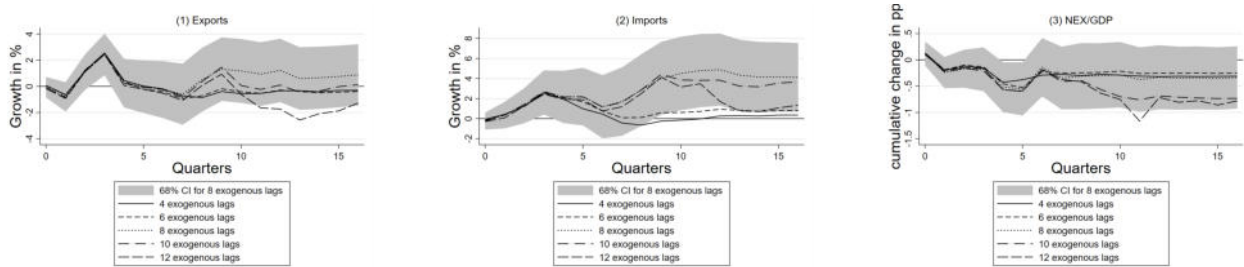 (1) Exports
Growth in %
4
2
0
-2
-4
0
5
10
15
Quarters
68% CI for 8 exogenous lags
4 exogenous lags
6 exogenous lags
8 exogenous lags
10 exogenous lags
12 exogenous lags
(2) Imports
Growth in %
8
6
4
2
0
-2
0
5
10
15
Quarters
68% CI for 8 exogenous lags
4 exogenous lags
6 exogenous lags
8 exogenous lags
10 exogenous lags
12 exogenous lags
(3) NEX/GDP
cumulative change in pp
.5
0
-.5
-1
-1.5
0
5
10
15
Quarters
68% CI for 8 exogenous lags
4 exogenous lags
6 exogenous lags
8 exogenous lags
10 exogenous lags
12 exogenous lags